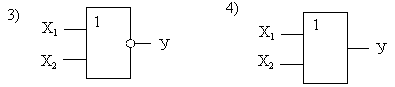 3) 4)
X₁ 1 X₁ 1
y y
X₂ X₂